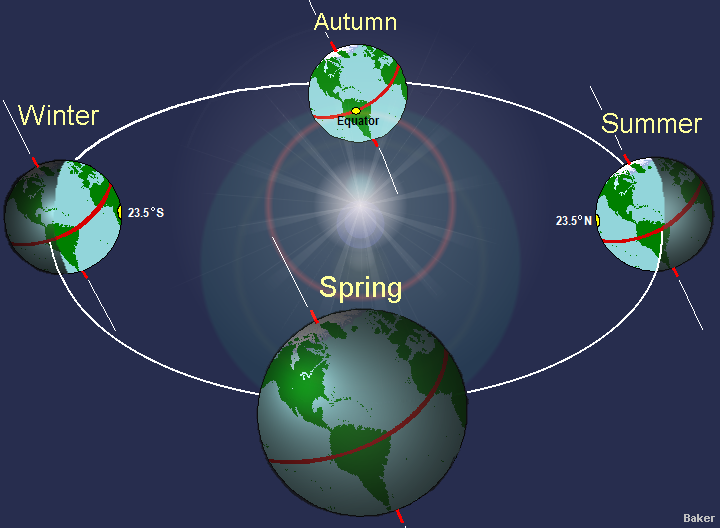 Autumn
Winter
Summer
Equator
23.5°S
23.5°N
Spring
Baker